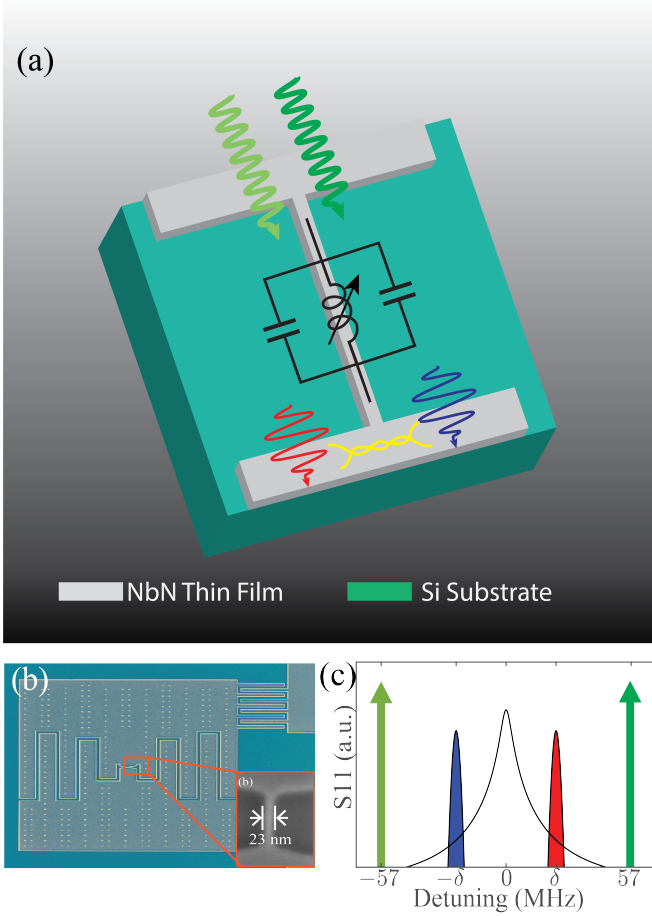 (a)
NbN Thin Film
Si Substrate
(b)
(b)
23 nm
(c)
S11 (a.u.)
−57 −δ 0 δ 57
Detuning (MHz)